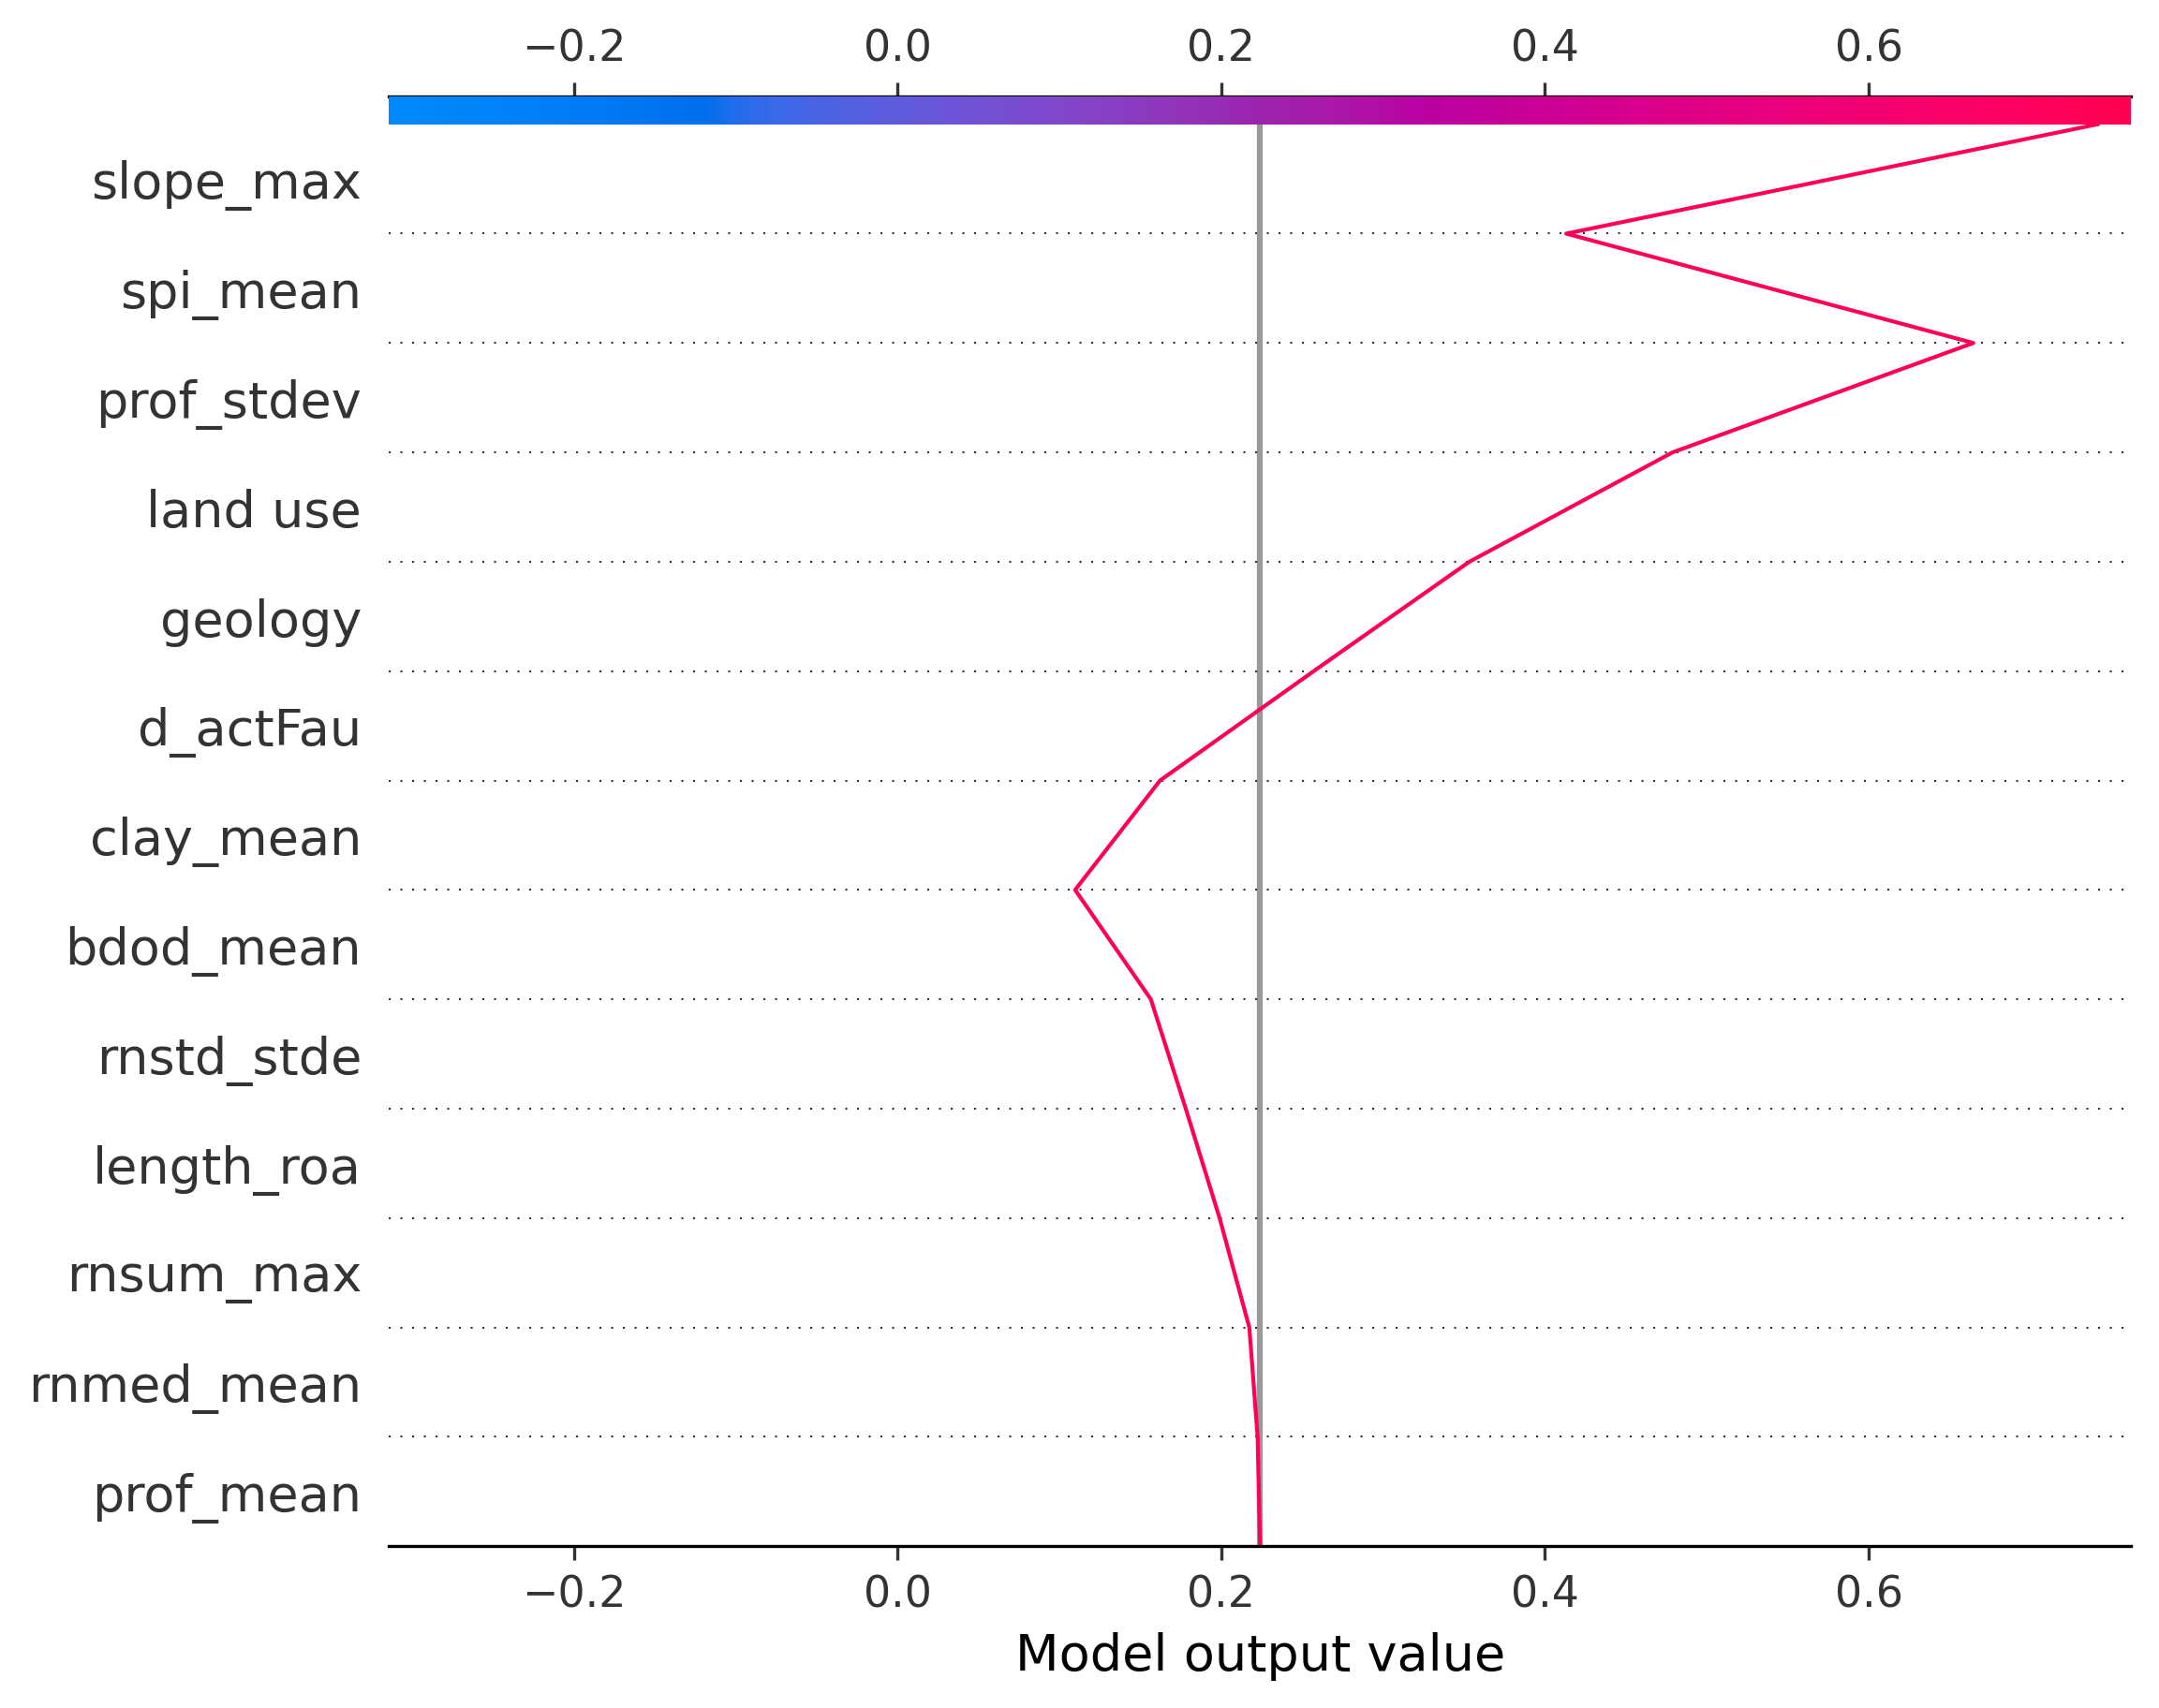 −0.2 0.0 0.2 0.4 0.6
slope_max
spi_mean
prof_stdev
land use
geology
d_actFau
clay_mean
bdod_mean
rnstd_stde
length_roa
rnsum_max
rnmed_mean
prof_mean
−0.2 0.0 0.2 0.4 0.6
Model output value